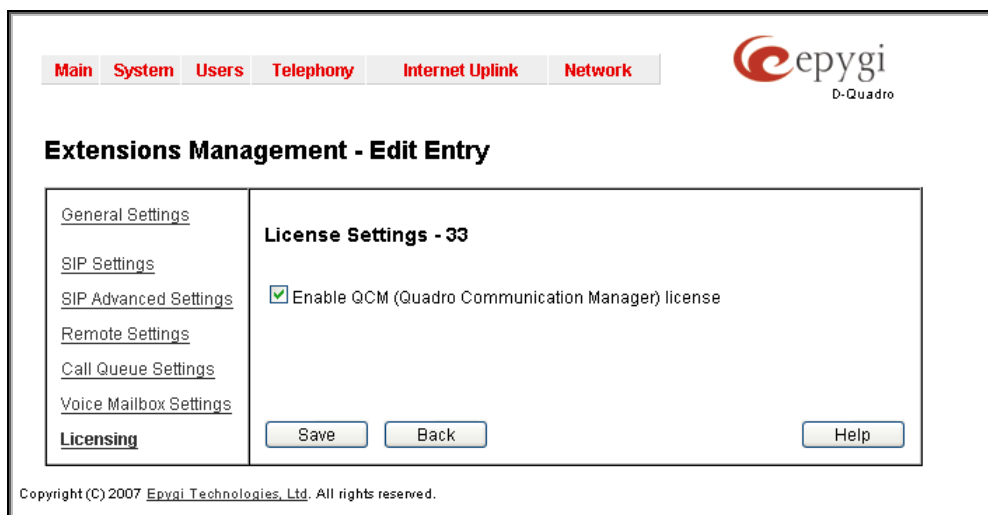 Main System Users Telephony Internet Uplink Network
epygi
D-Quadro
Extensions Management - Edit Entry
General Settings
SIP Settings
SIP Advanced Settings
Remote Settings
Call Queue Settings
Voice Mailbox Settings
Licensing
License Settings - 33
Enable QCM (Quadro Communication Manager) license
Save Back Help
Copyright (C) 2007 Epygi Technologies, Ltd. All rights reserved.